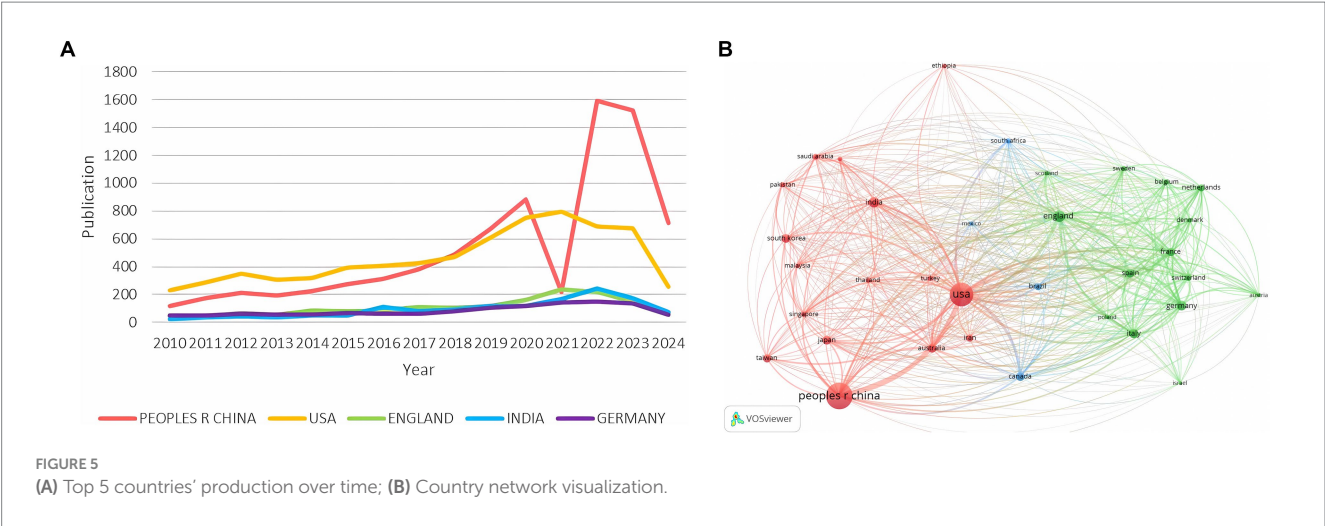 A
Publication
1800
1600
1400
1200
1000
800
600
400
200
0
2010 2011 2012 2013 2014 2015 2016 2017 2018 2019 2020 2021 2022 2023 2024
Year
PEOPLES R CHINA USA ENGLAND INDIA GERMANY
B
ethiopia
south africa
saudi arabia
scotland
sweden
pakistan
belgium
netherlands
india
england
denmark
mexico
south korea
france
malaysia
spain
switzerland
thailand
turkey
brazil
usa
austria
germany
singapore
poland
italy
japan
iran
australia
taiwan
canada
israel
peoples r china
VOSviewer
FIGURE 5
(A) Top 5 countries' production over time; (B) Country network visualization.